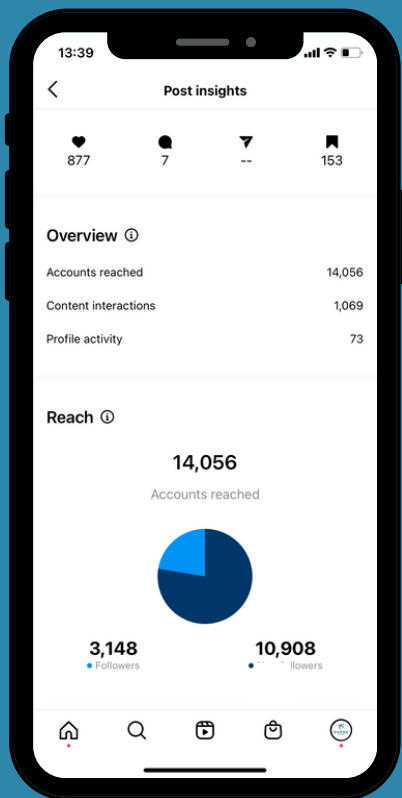 13:39
Post insights
877 7 -- 153
Overview
Accounts reached 14,056
Content interactions 1,069
Profile activity 73
Reach
14,056
Accounts reached
3,148 10,908
Followers